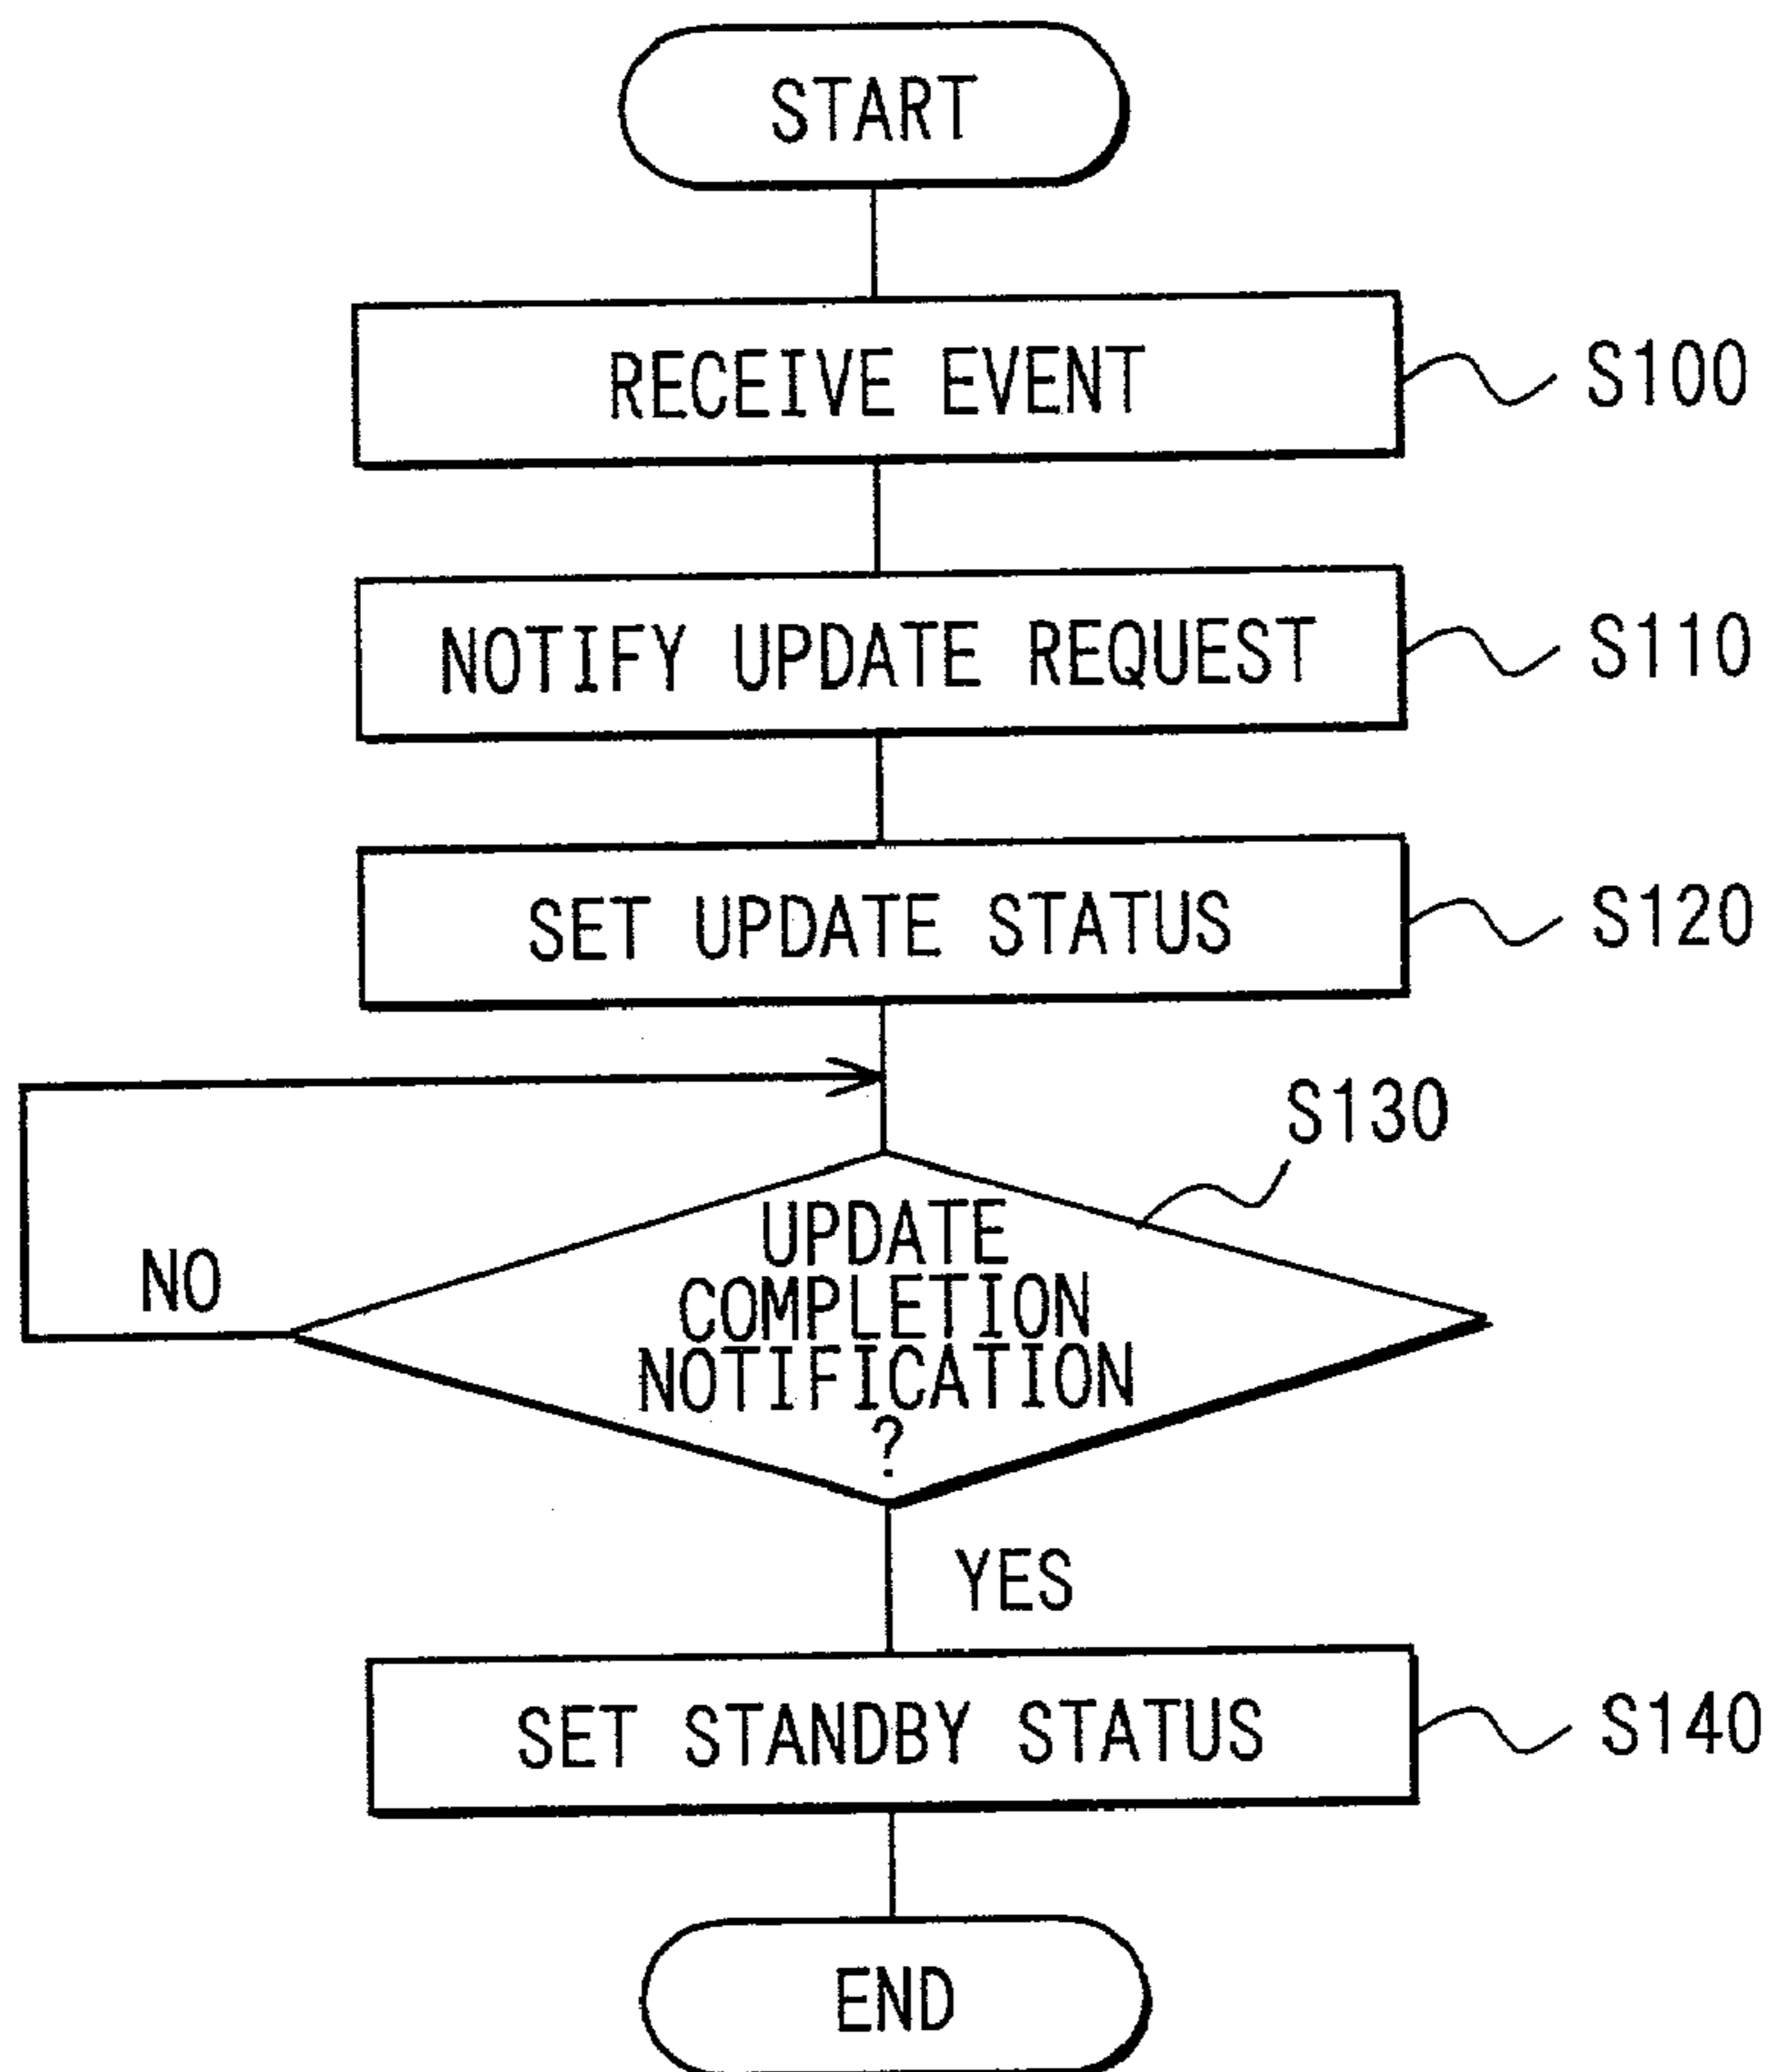 START
RECEIVE EVENT
S100
NOTIFY UPDATE REQUEST
S110
SET UPDATE STATUS
S120
S130
UPDATE
COMPLETION
NOTIFICATION
?
NO
YES
SET STANDBY STATUS
S140
END